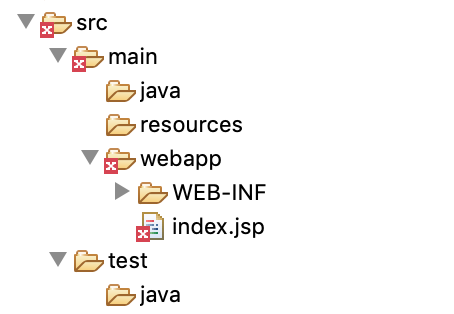 src
main
java
resources
webapp
WEB-INF
index.jsp
test
java